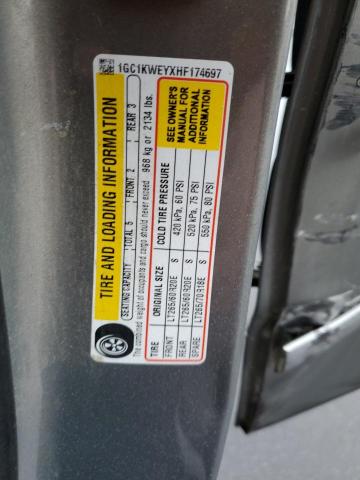 1GC1KWEYXHF174697
TIRE AND LOADING INFORMATION
SEATING CAPACITY TOTAL 5 FRONT 2 REAR 3
The combined weight of occupants and cargo should never exceed 968 kg or 2134 lbs.
TIRE ORIGINAL SIZE COLD TIRE PRESSURE
FRONT LT265/60R20E S 420 kPa, 60 PSI
REAR LT265/60R20E S 520 kPa, 75 PSI
SPARE LT265/70R18E S 550 kPa, 80 PSI
SEE OWNER'S
MANUAL FOR
ADDITIONAL
INFORMATION